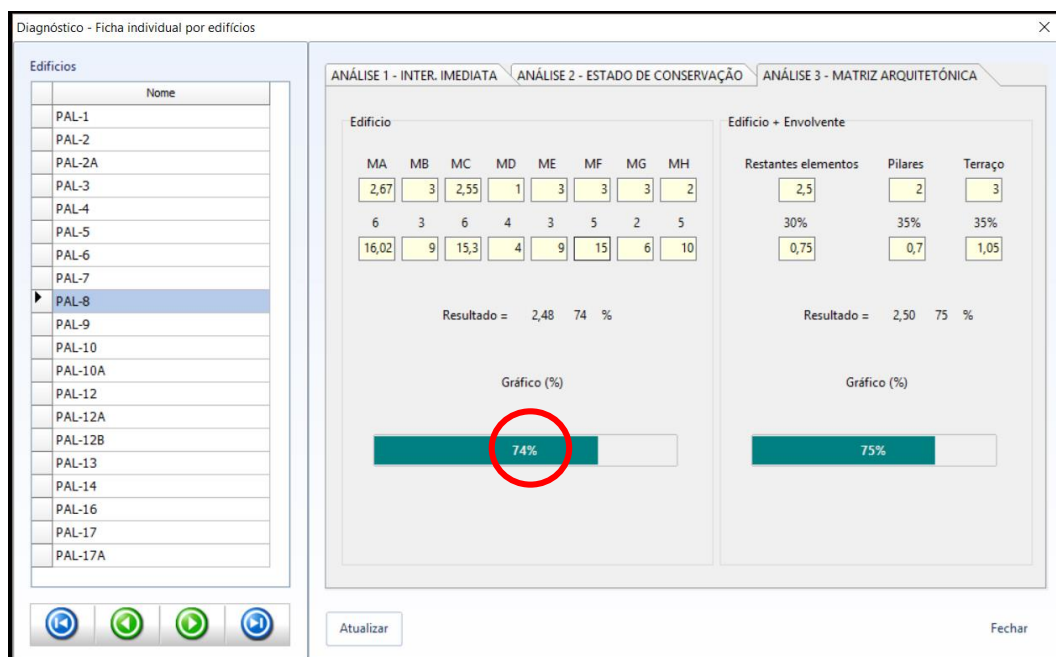 Diagnóstico - Ficha individual por edifícios
Edifícios
Nome
PAL-1
PAL-2
PAL-2A
PAL-3
PAL-4
PAL-5
PAL-6
PAL-7
PAL-8
PAL-9
PAL-10
PAL-10A
PAL-12
PAL-12A
PAL-12B
PAL-13
PAL-14
PAL-16
PAL-17
PAL-17A
ANÁLISE 1 - INTER. IMEDIATA ANÁLISE 2 - ESTADO DE CONSERVAÇÃO ANÁLISE 3 - MATRIZ ARQUITETÓNICA
Edifício
MA MB MC MD ME MF MG MH
2,67 3 2,55 1 3 3 3 2
6 3 6 4 3 5 2 5
16,02 9 15,3 4 9 15 6 10
Resultado = 2,48 74 %
Gráfico (%)
74%
Edifício + Envolvente
Restantes elementos Pilares Terraço
2,5 2 3
30% 35% 35%
0,75 0,7 1,05
Resultado = 2,50 75 %
Gráfico (%)
75%
Atualizar
Fechar